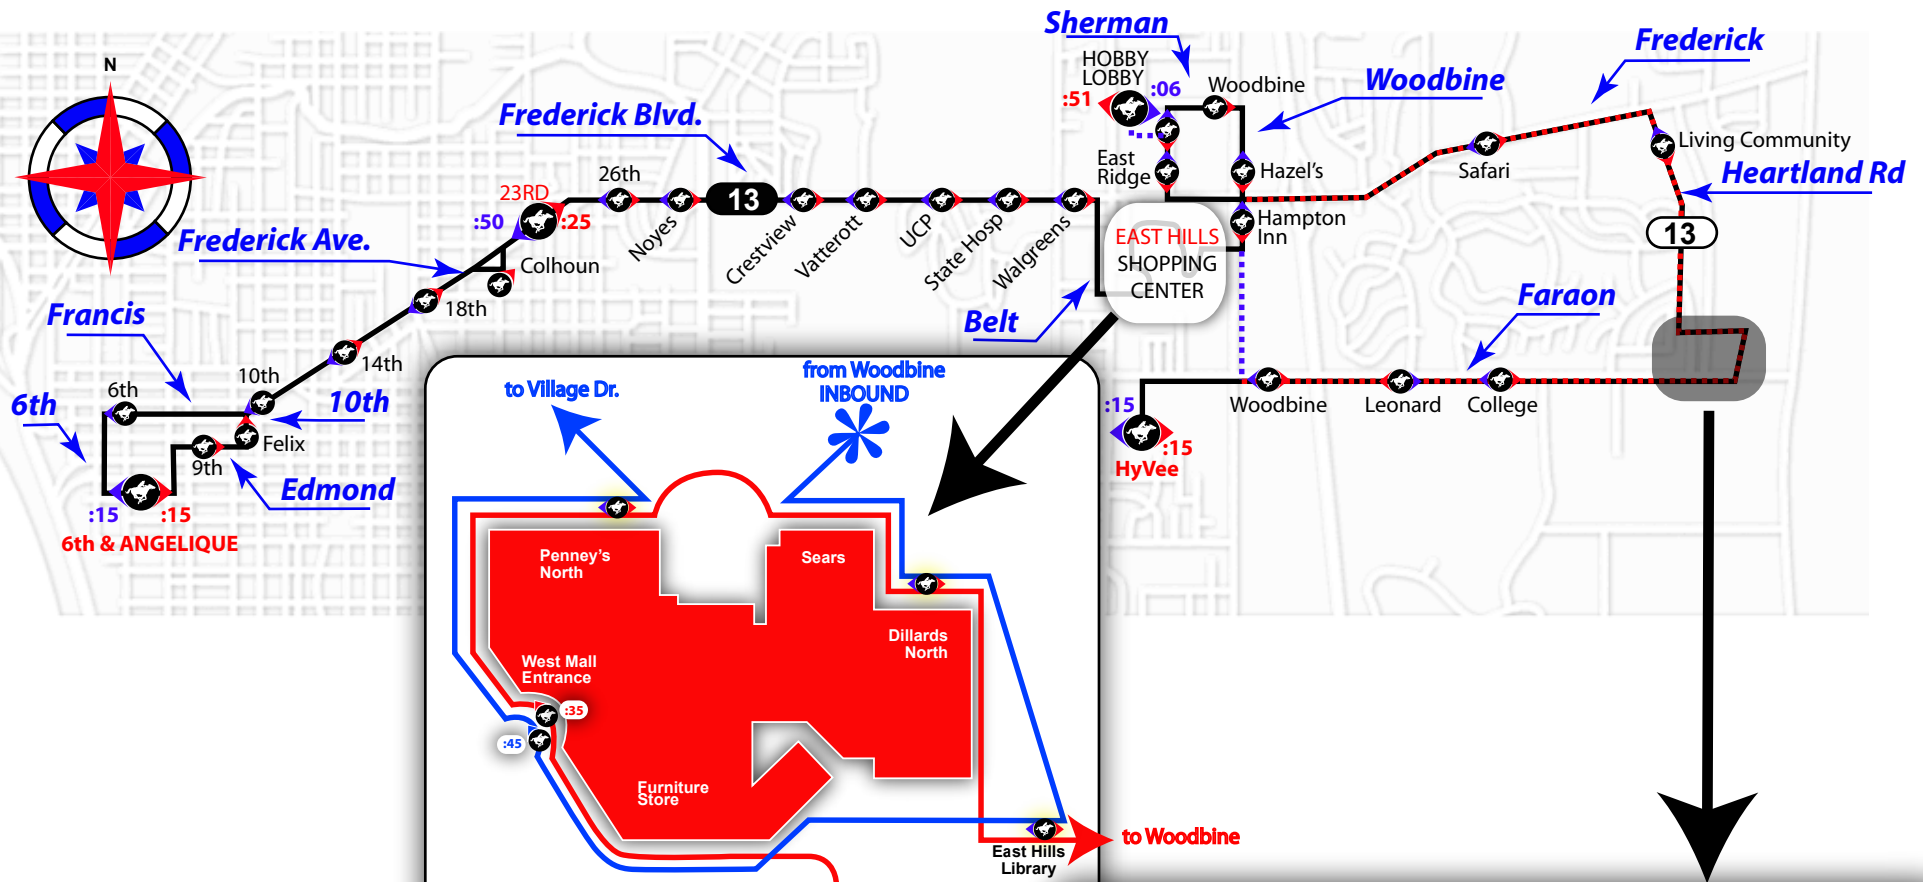 Sherman
Frederick
HOBBY
LOBBY
:51
:06
Woodbine
Woodbine
N
Frederick Blvd.
East
Ridge
Hazel's
Safari
Living Community
Heartland Rd
26th
23RD
:50
:25
13
Noyes
Crestview
Vatterott
UCP
State Hosp
Walgreens
Hampton
Inn
13
EAST HILLS
SHOPPING
CENTER
Frederick Ave.
Colhoun
18th
Francis
Belt
Faraon
14th
10th
6th
6th
10th
Felix
9th
Edmond
:15
:15
6th & ANGELIQUE
Woodbine
Leonard
College
:15
:15
HyVee
to Village Dr.
from Woodbine
INBOUND
Penney's
North
Sears
Dillards
North
West Mall
Entrance
:35
:45
Furniture
Store
to Woodbine
East Hills
Library